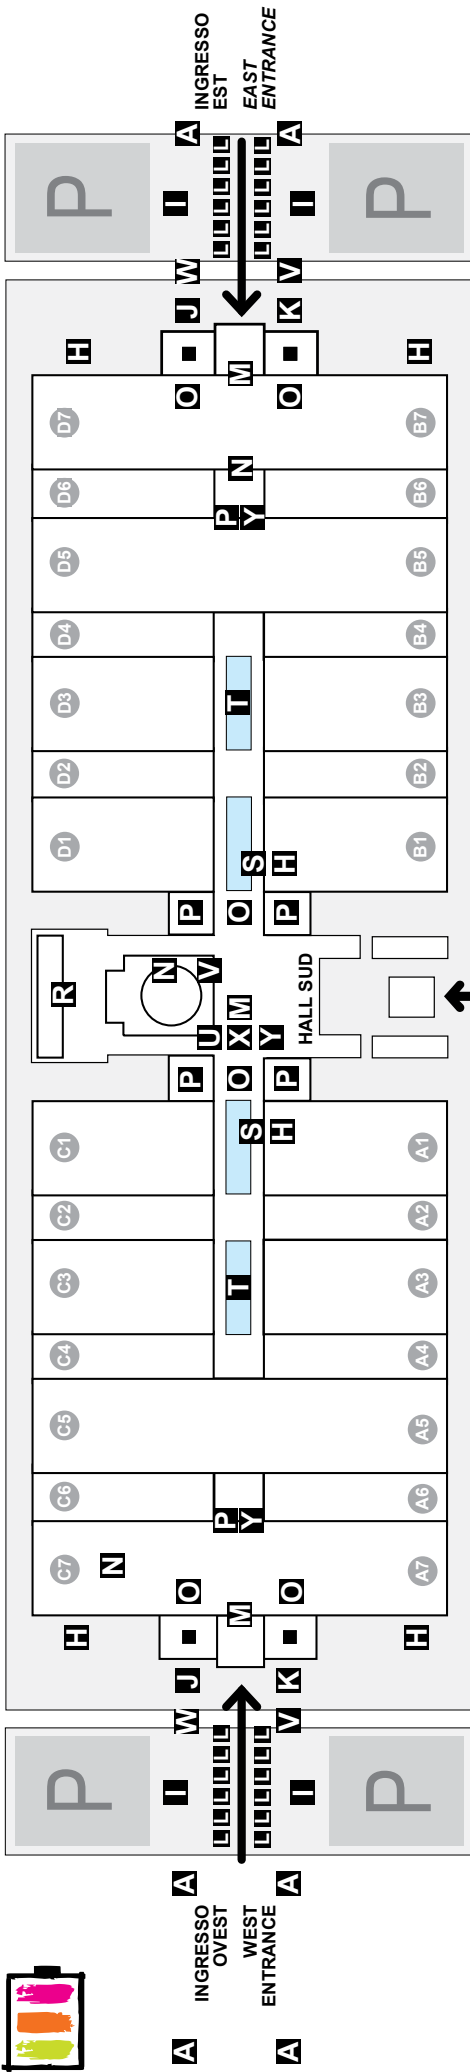 P H C7 C6 C5 C4 C3 C2 C1 R D1 D2 D3 D4 D5 D6 D7 H P
N
A A I W J O P N P O J W I A
INGRESSO
OVEST
U V
INGRESSO
EST
L L L L L L P P L L L L L L
M T O X M O T N M
Y S S Y
WEST
ENTRANCE
L L L L L L L L L L L L
EAST
ENTRANCE
H Y H
A A I V K O P P O K V I A
HALL SUD
P H A7 A6 A5 A4 A3 A2 A1 B1 B2 B3 B4 B5 B6 B7 H P